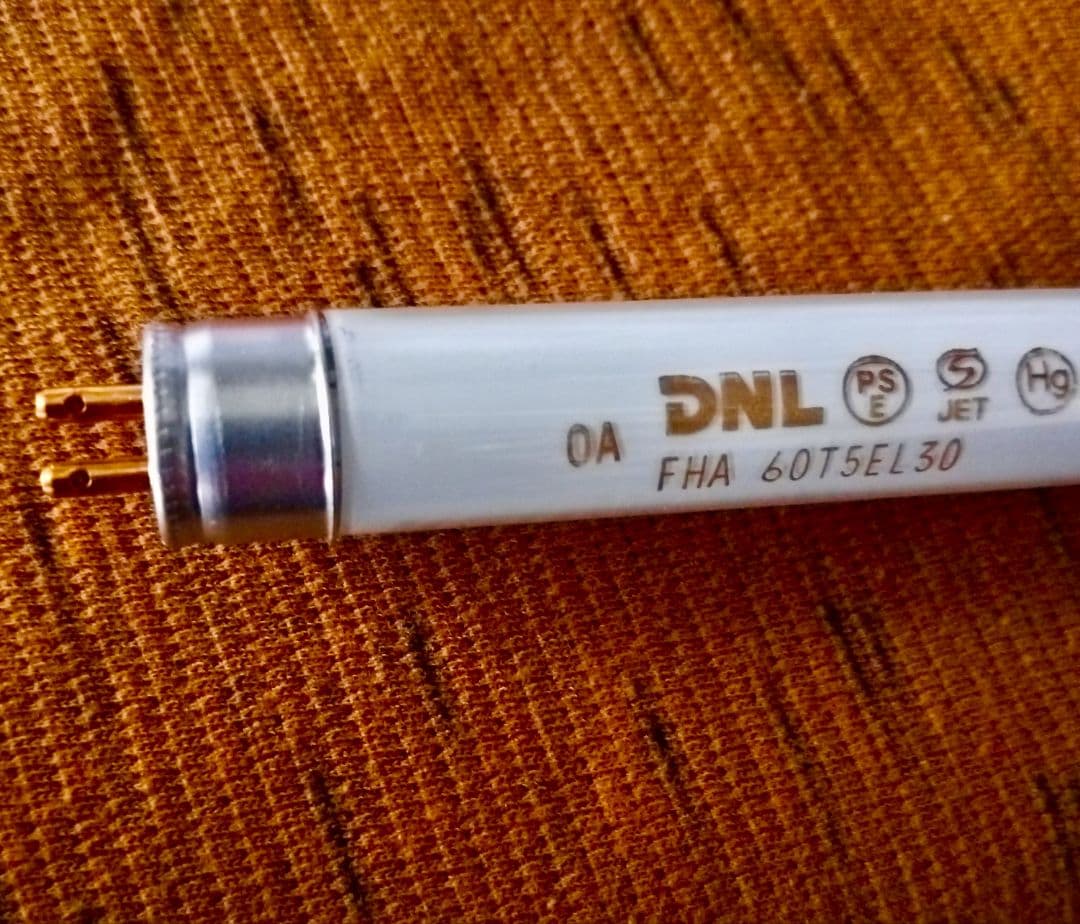 0A DNL PS E S JET Hg
FHA 60T5EL30